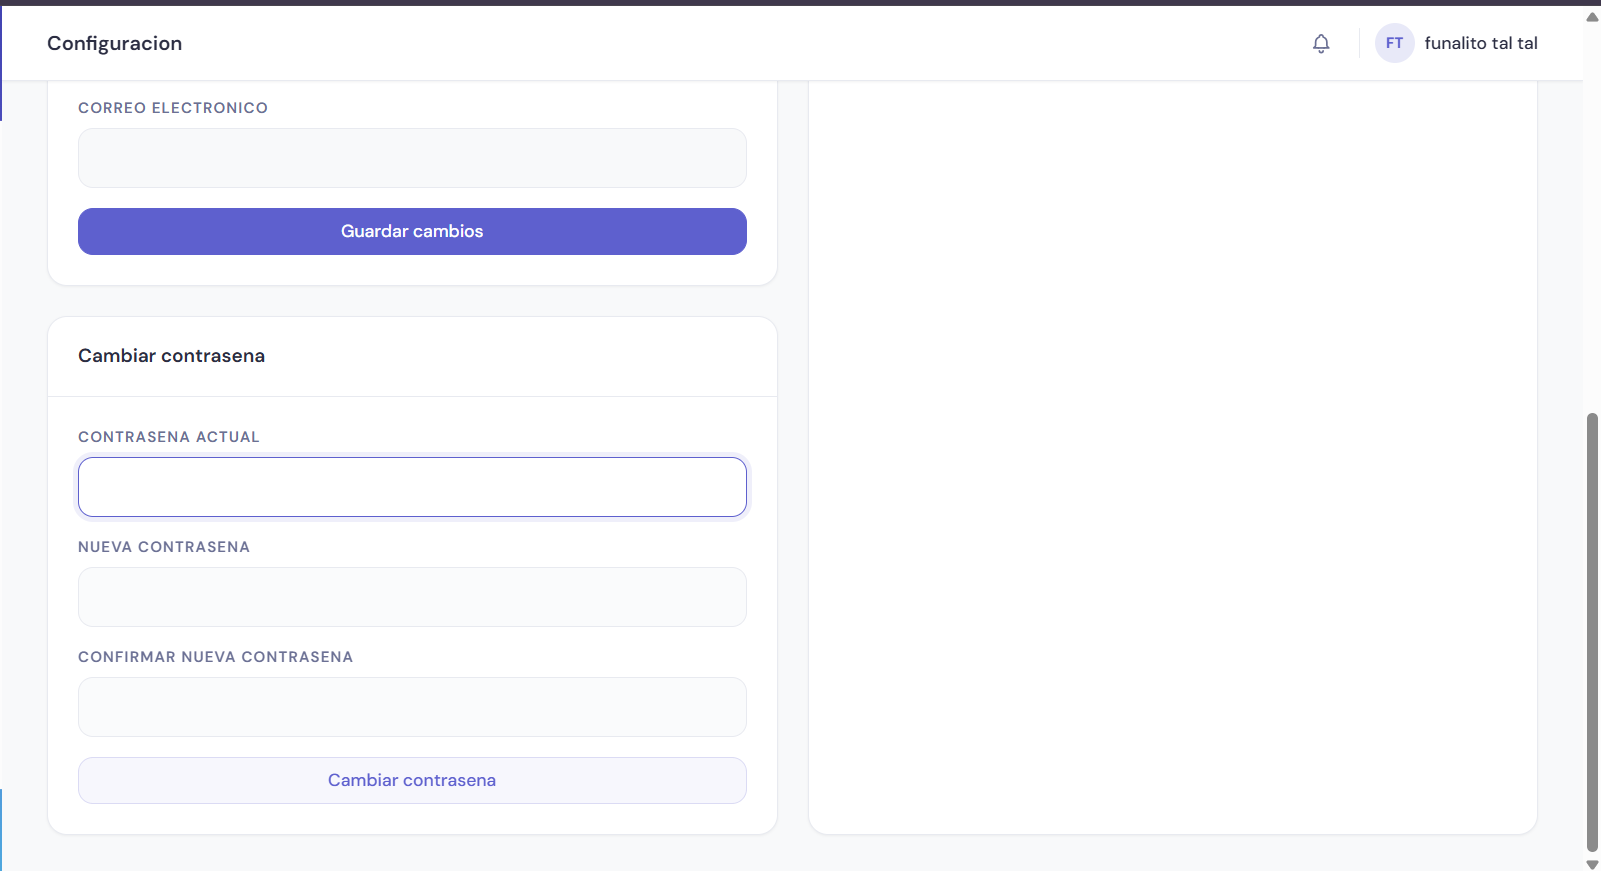 Configuracion
FT
funalito tal tal
CORREO ELECTRONICO
Guardar cambios
Cambiar contrasena
CONTRASENA ACTUAL
NUEVA CONTRASENA
CONFIRMAR NUEVA CONTRASENA
Cambiar contrasena